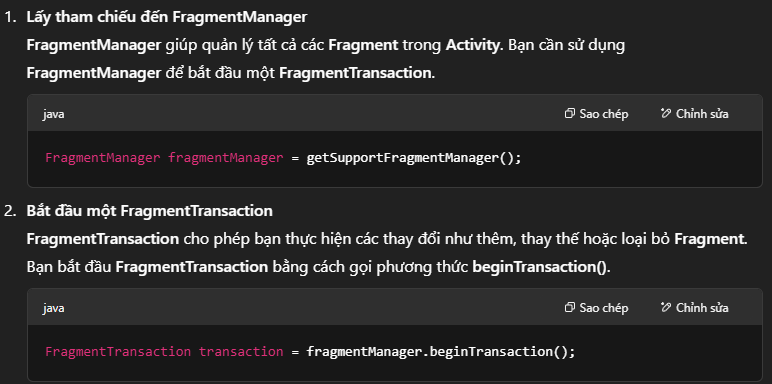 1. Lấy tham chiếu đến FragmentManager
FragmentManager giúp quản lý tất cả các Fragment trong Activity. Bạn cần sử dụng
FragmentManager để bắt đầu một FragmentTransaction.
java Sao chép Chỉnh sửa
FragmentManager fragmentManager = getSupportFragmentManager();
2. Bắt đầu một FragmentTransaction
FragmentTransaction cho phép bạn thực hiện các thay đổi như thêm, thay thế hoặc loại bỏ Fragment.
Bạn bắt đầu FragmentTransaction bằng cách gọi phương thức beginTransaction().
java Sao chép Chỉnh sửa
FragmentTransaction transaction = fragmentManager.beginTransaction();